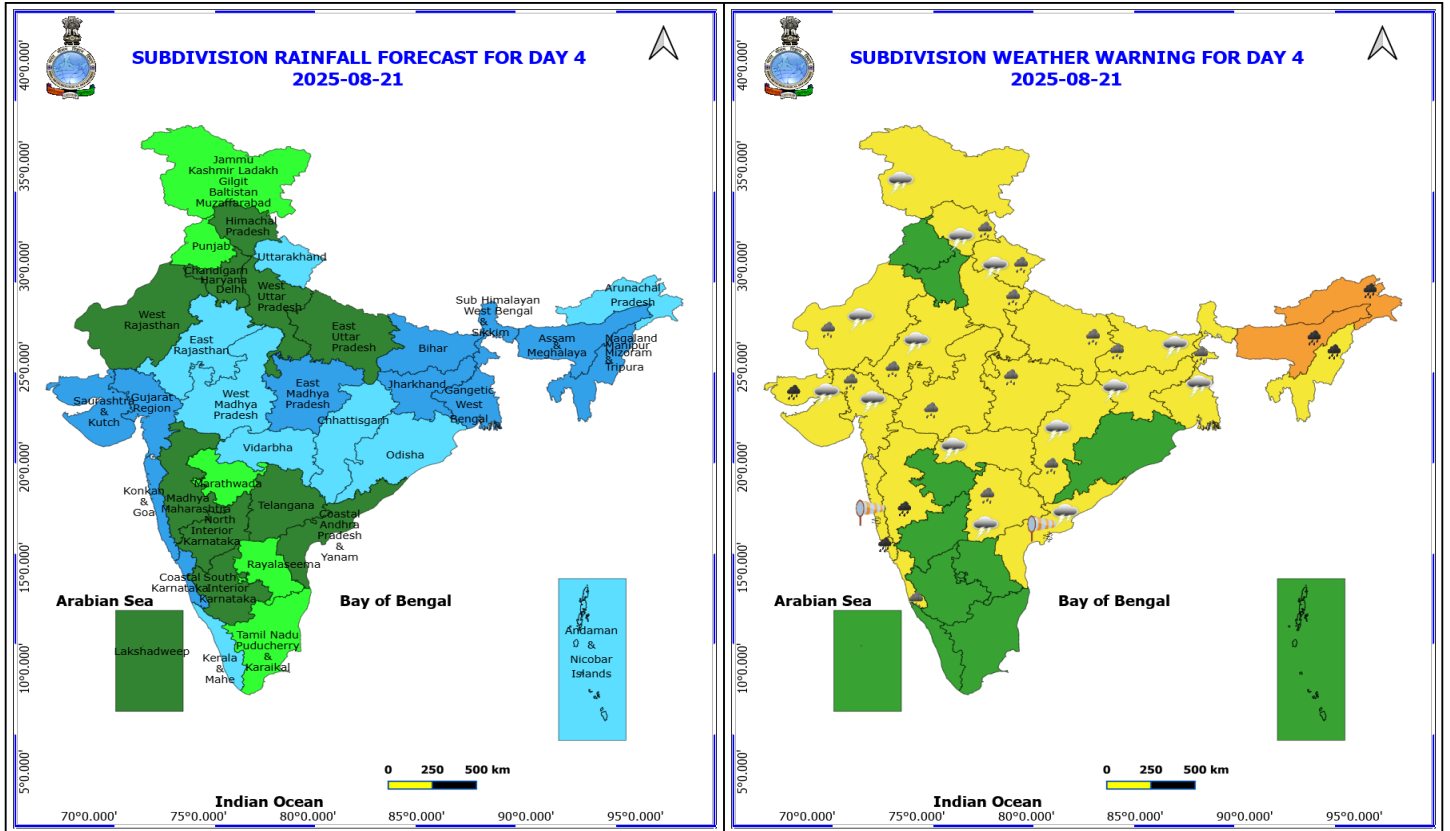 SUBDIVISION RAINFALL FORECAST FOR DAY 4
2025-08-21
40°0.000'
35°0.000'
30°0.000'
25°0.000'
20°0.000'
15°0.000'
10°0.000'
5°0.000'
Jammu
Kashmir Ladakh
Gilgit
Baltistan
Muzaffarabad
Himachal
Pradesh
Punjab
Uttarakhand
Chandigarh
Haryana
Delhi
West
Uttar
Pradesh
West
Rajasthan
East
Uttar
Pradesh
East
Rajasthan
Sub Himalayan
West Bengal
&
Sikkim
Arunachal
Pradesh
Assam
&
Meghalaya
Nagaland
Manipur
Mizoram
&
Tripura
Bihar
Jharkhand
Gangetic
West
Bengal
East
Madhya
Pradesh
West
Madhya
Pradesh
Gujarat
Region
Saurashtra
&
Kutch
Chhattisgarh
Vidarbha
Odisha
Konkan
&
Goa
Madhya
Maharashtra
Marathwada
Telangana
North
Interior
Karnataka
Coastal
Andhra
Pradesh
&
Yanam
Rayalaseema
Coastal
Karnataka
South
Interior
Karnataka
Arabian Sea
Bay of Bengal
Lakshadweep
Kerala
&
Mahe
Tamil Nadu
Puducherry
&
Karaikal
Andaman
&
Nicobar
Islands
0 250 500 km
Indian Ocean
70°0.000' 75°0.000' 80°0.000' 85°0.000' 90°0.000' 95°0.000'
SUBDIVISION WEATHER WARNING FOR DAY 4
2025-08-21
40°0.000'
35°0.000'
30°0.000'
25°0.000'
20°0.000'
15°0.000'
10°0.000'
5°0.000'
Arabian Sea
Bay of Bengal
0 250 500 km
Indian Ocean
70°0.000' 75°0.000' 80°0.000' 85°0.000' 90°0.000' 95°0.000'